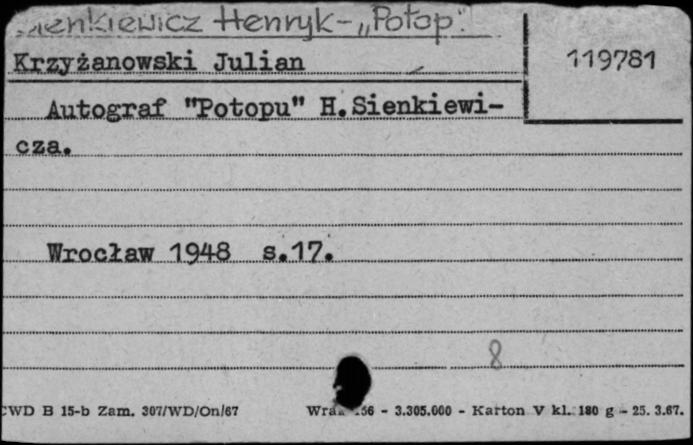 Sienkiewicz Henryk - „Potop".
Krzyżanowski Julian
119781
Autograf "Potopu" H.Sienkiewi-
cza.
Wrocław 1948 s.17.
8
CWD B 15-b Zam. 307/WD/On/67
- 3.305.000 - Karton V kl. 180 g - 25. 3.67.